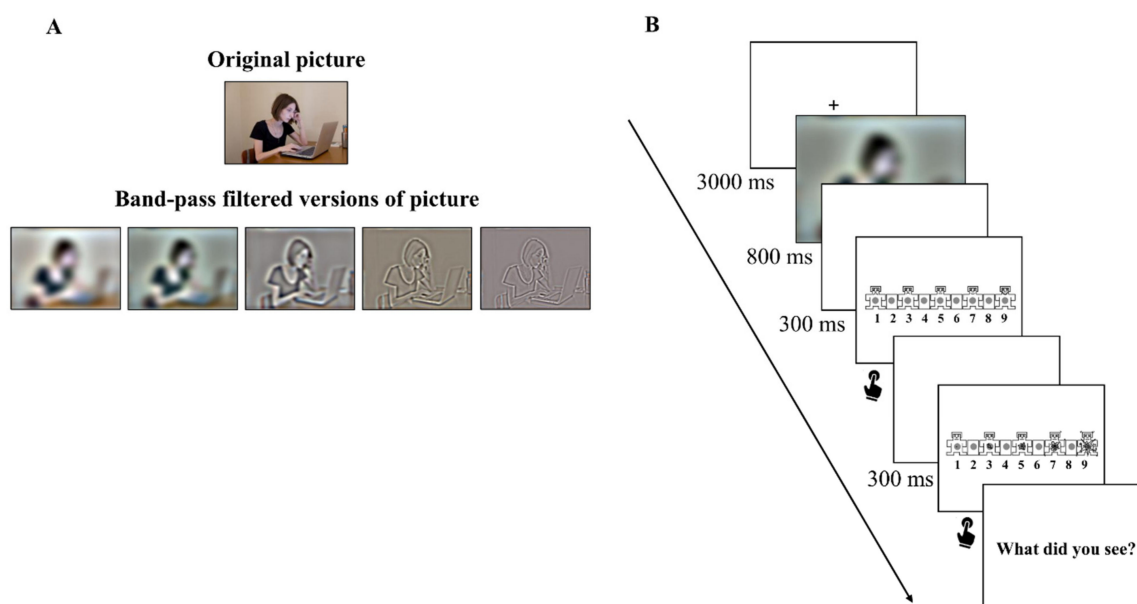 A
Original picture
Band-pass filtered versions of picture
B
+
3000 ms
800 ms
300 ms
1 2 3 4 5 6 7 8 9
300 ms
1 2 3 4 5 6 7 8 9
What did you see?